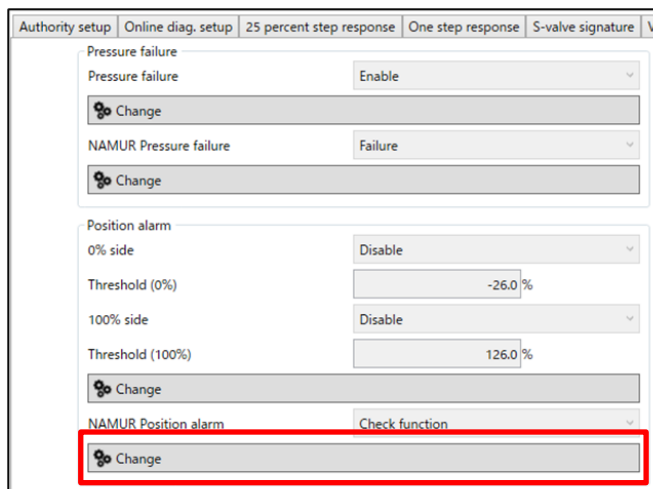 Authority setup Online diag. setup 25 percent step response One step response S-valve signature V
Pressure failure
Pressure failure Enable
Change
NAMUR Pressure failure Failure
Change
Position alarm
0% side Disable
Threshold (0%) -26.0 %
100% side Disable
Threshold (100%) 126.0 %
Change
NAMUR Position alarm Check function
Change